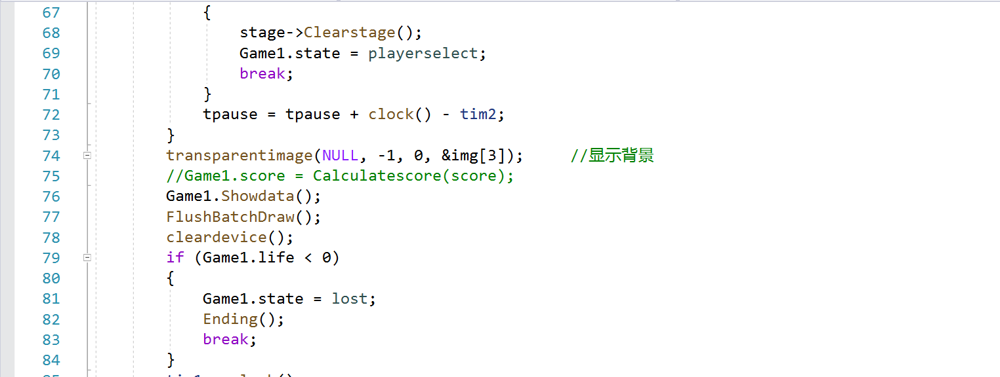 67 {
68 stage->Clearstage();
69 Game1.state = playerselect;
70 break;
71 }
72 tpause = tpause + clock() - tim2;
73 }
74 transparentimage(NULL, -1, 0, &img[3]); //显示背景
75 //Game1.score = Calculatescore(score);
76 Game1.Showdata();
77 FlushBatchDraw();
78 cleardevice();
79 if (Game1.life < 0)
80 {
81 Game1.state = lost;
82 Ending();
83 break;
84 }